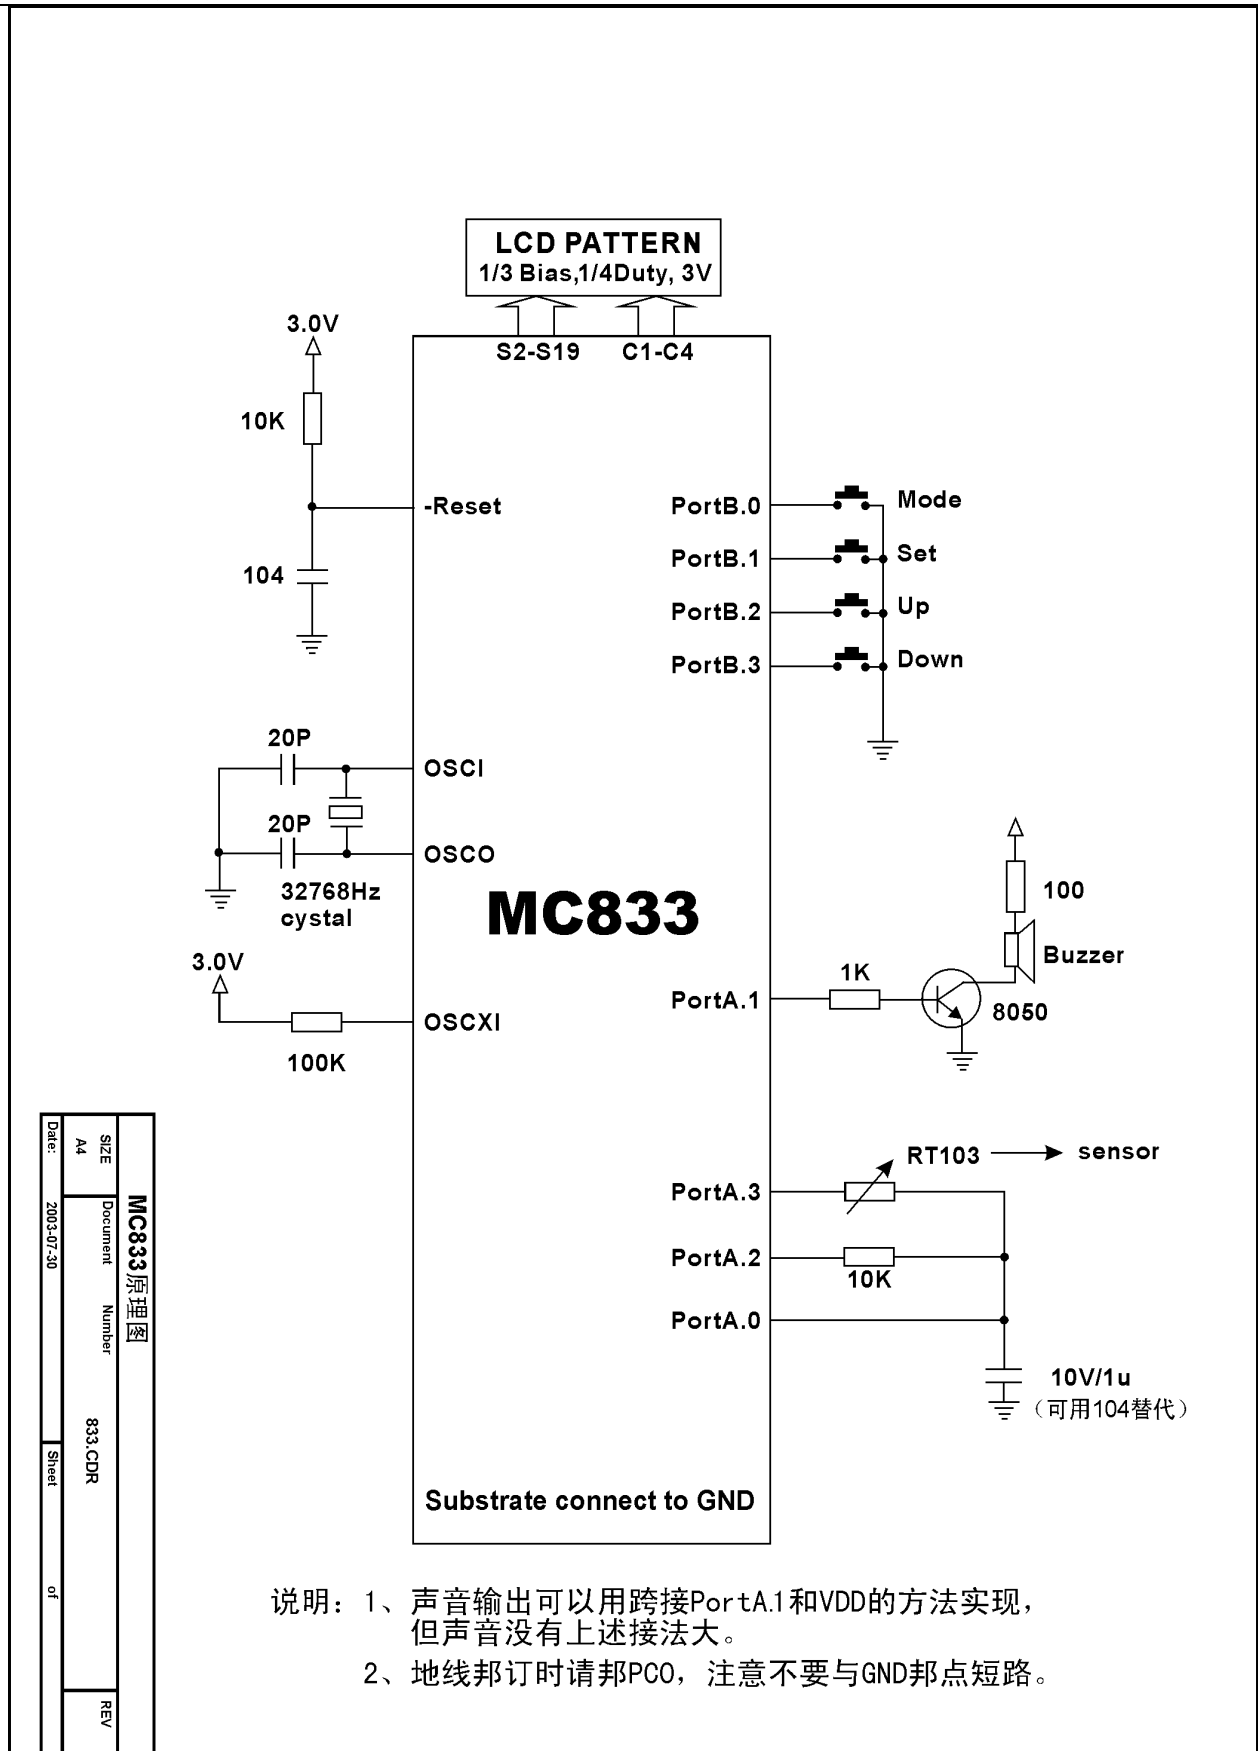 LCD PATTERN
1/3 Bias,1/4Duty, 3V
S2-S19
C1-C4
3.0V
10K
-Reset
104
PortB.0
Mode
PortB.1
Set
PortB.2
Up
PortB.3
Down
20P
OSCI
20P
OSCO
32768Hz
cystal
MC833
3.0V
OSCXI
100K
100
Buzzer
1K
PortA.1
8050
RT103
sensor
PortA.3
PortA.2
10K
PortA.0
10V/1u
（可用104替代）
Substrate connect to GND
说明：1、声音输出可以用跨接PortA.1和VDD的方法实现，
但声音没有上述接法大。
2、地线邦订时请邦PC0，注意不要与GND邦点短路。
MC833原理图
SIZE
A4
Document Number
833.CDR
REV
Date:
2003-07-30
Sheet
of